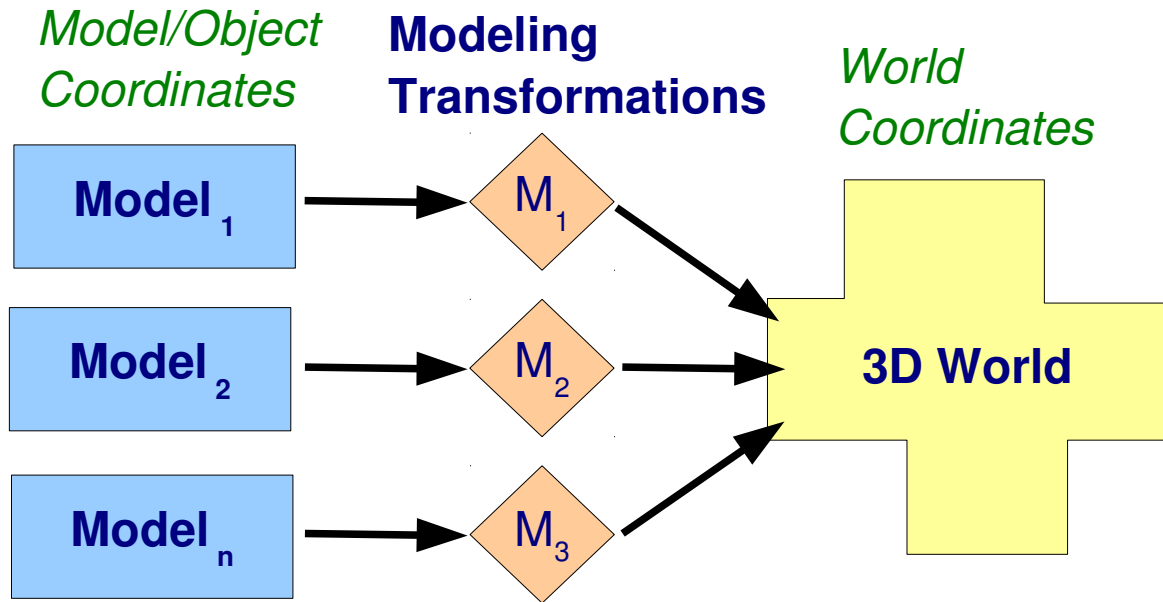 Model/Object
Coordinates
Modeling
Transformations
World
Coordinates
Model 1
M1
Model 2
M2
3D World
Model n
M3